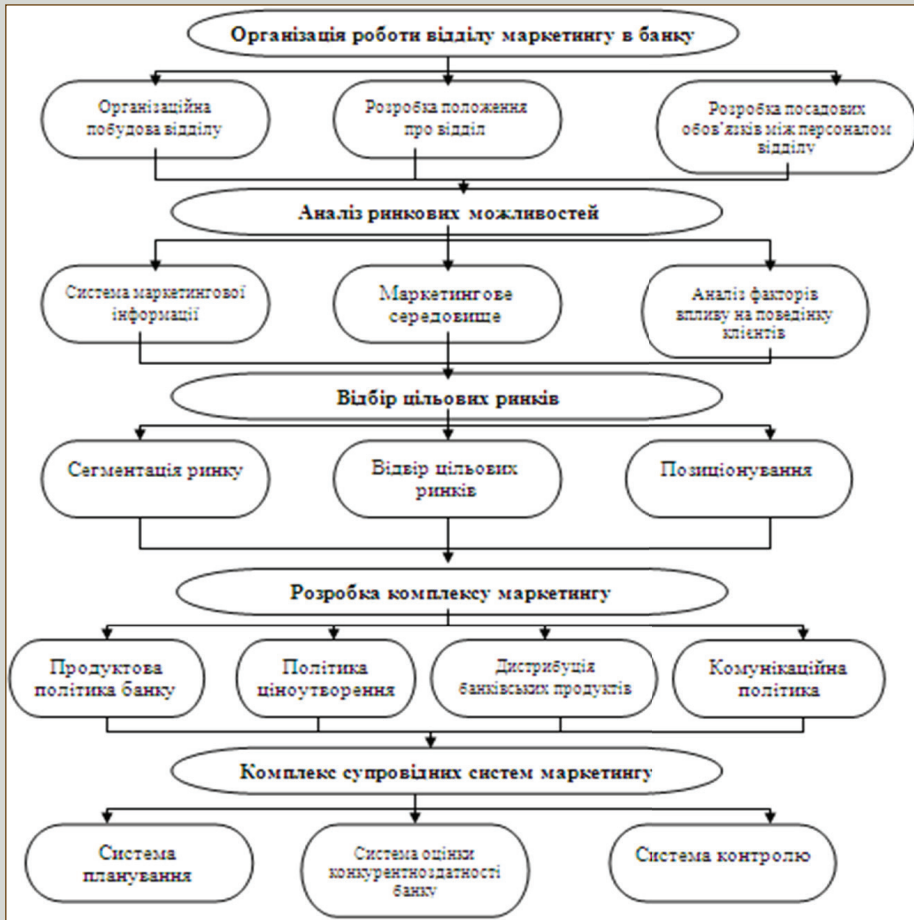 Організація роботи відділу маркетингу в банку
Організаційна
побудова відділу
Розробка положення
про відділ
Розробка посадових
обов’язків між персоналом
відділу
Аналіз ринкових можливостей
Система маркетингової
інформації
Маркетингове
середовище
Аналіз факторів
впливу на поведінку
клієнтів
Відбір цільових ринків
Сегментація ринку
Відвір цільових
ринків
Позиціонування
Розробка комплексу маркетингу
Продуктова
політика банку
Політика
ціноутворення
Дистрибуція
банківських продуктів
Комунікаційна
політика
Комплекс супровідних систем маркетингу
Система
планування
Система оцінки
конкурентноздатності
банку
Система контролю